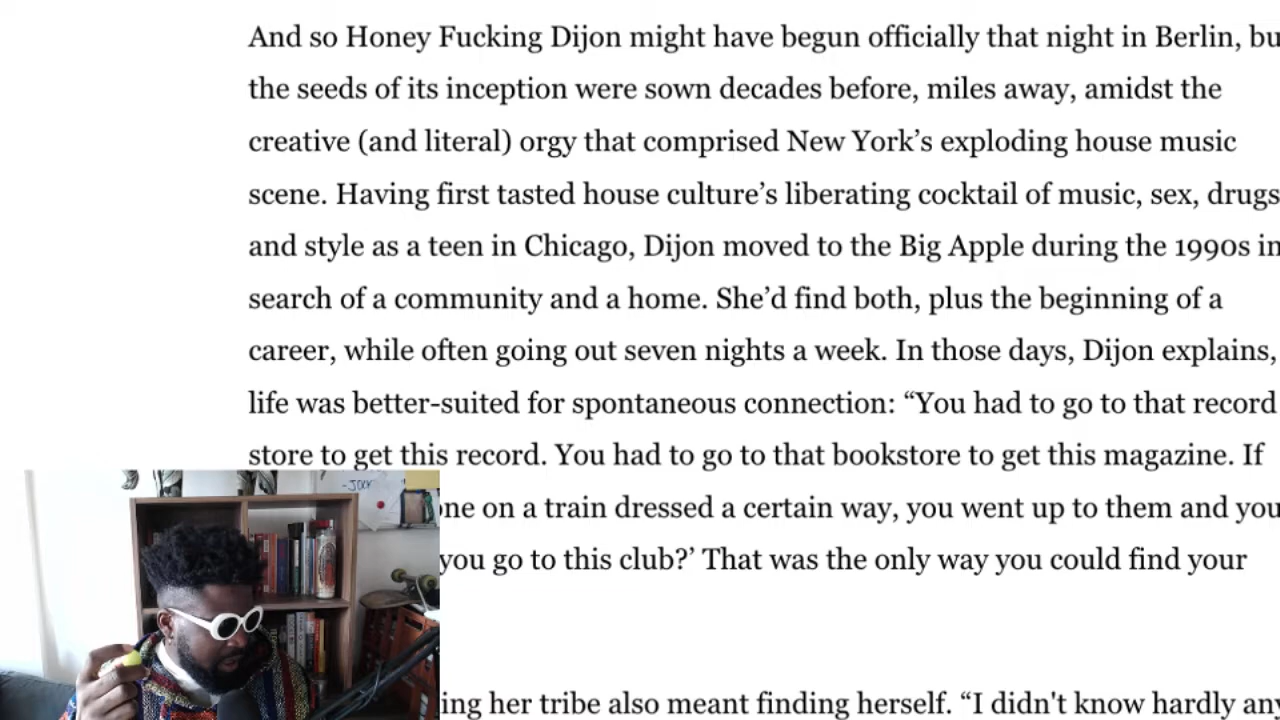 And so Honey Fucking Dijon might have begun officially that night in Berlin, bu
the seeds of its inception were sown decades before, miles away, amidst the
creative (and literal) orgy that comprised New York’s exploding house music
scene. Having first tasted house culture’s liberating cocktail of music, sex, drugs
and style as a teen in Chicago, Dijon moved to the Big Apple during the 1990s in
search of a community and a home. She’d find both, plus the beginning of a
career, while often going out seven nights a week. In those days, Dijon explains,
life was better-suited for spontaneous connection: “You had to go to that record
store to get this record. You had to go to that bookstore to get this magazine. If
ne on a train dressed a certain way, you went up to them and you
you go to this club?’ That was the only way you could find your
ing her tribe also meant finding herself. “I didn't know hardly any